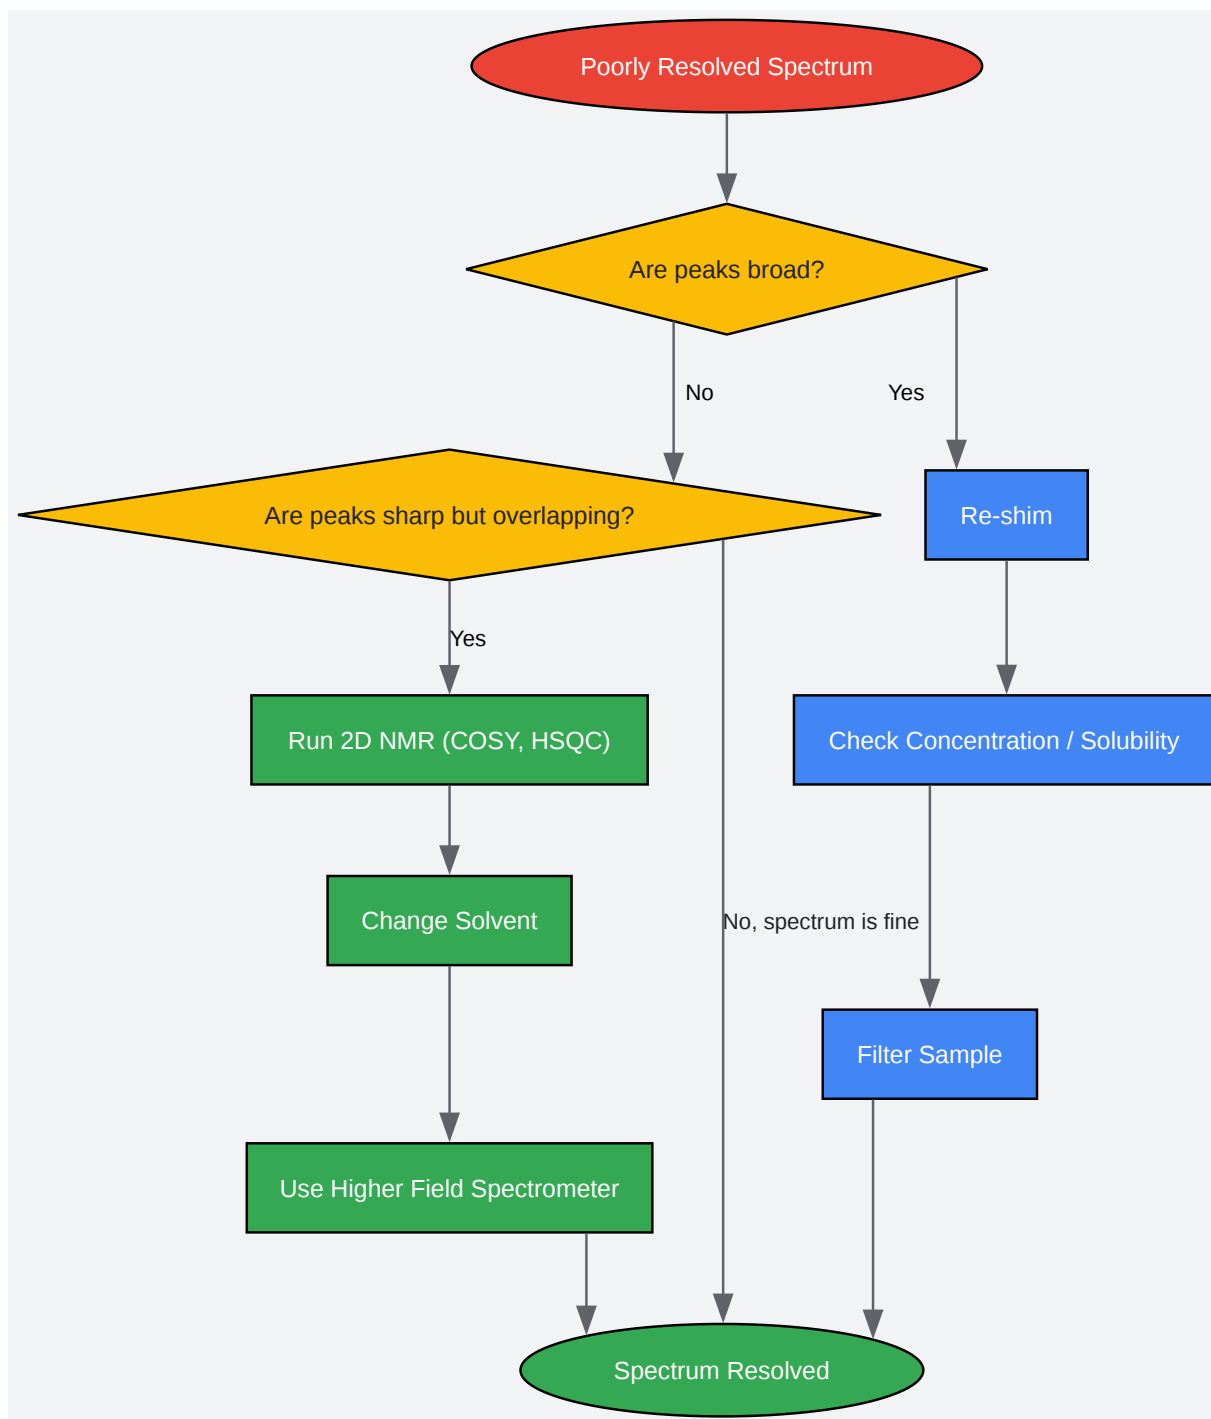 Poorly Resolved Spectrum
Are peaks broad?
No
Yes
Are peaks sharp but overlapping?
Re-shim
Yes
Run 2D NMR (COSY, HSQC)
Check Concentration / Solubility
Change Solvent
No, spectrum is fine
Filter Sample
Use Higher Field Spectrometer
Spectrum Resolved